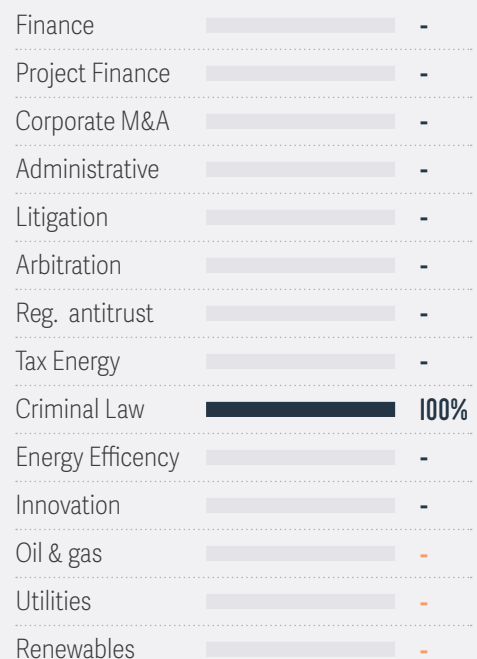 Finance -
Project Finance -
Corporate M&A -
Administrative -
Litigation -
Arbitration -
Reg. antitrust -
Tax Energy -
Criminal Law 100%
Energy Efficency -
Innovation -
Oil & gas -
Utilities -
Renewables -